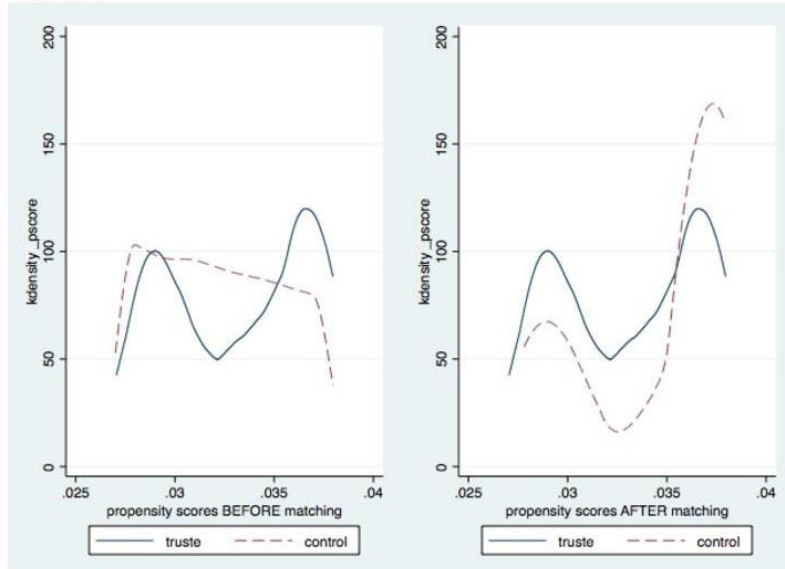 kdensity _pscore
200
150
100
50
0
.025 .03 .035 .04
propensity scores BEFORE matching
truste control
kdensity _pscore
200
150
100
50
0
.025 .03 .035 .04
propensity scores AFTER matching
truste control